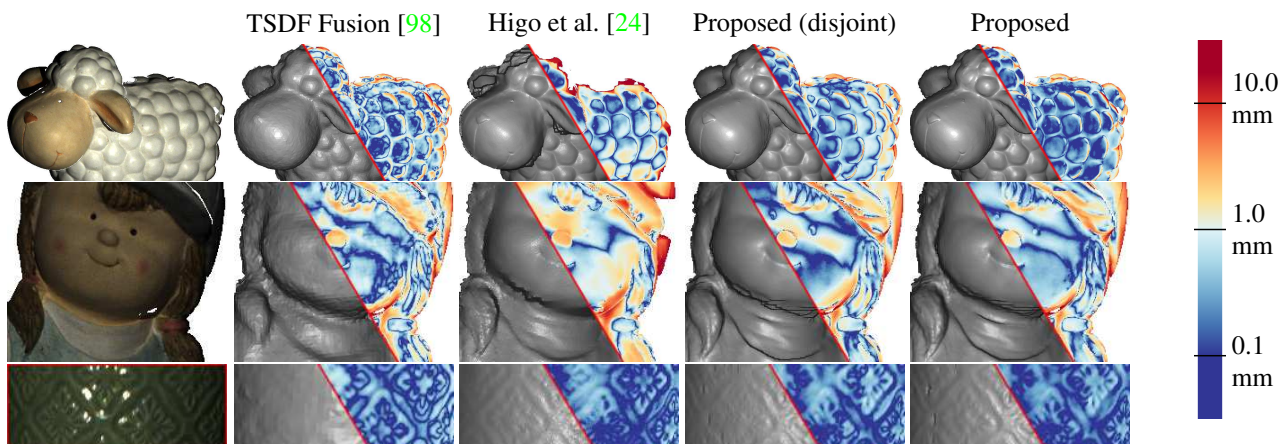 TSDF Fusion [98]
Higo et al. [24]
Proposed (disjoint)
Proposed
10.0
mm
1.0
mm
0.1
mm